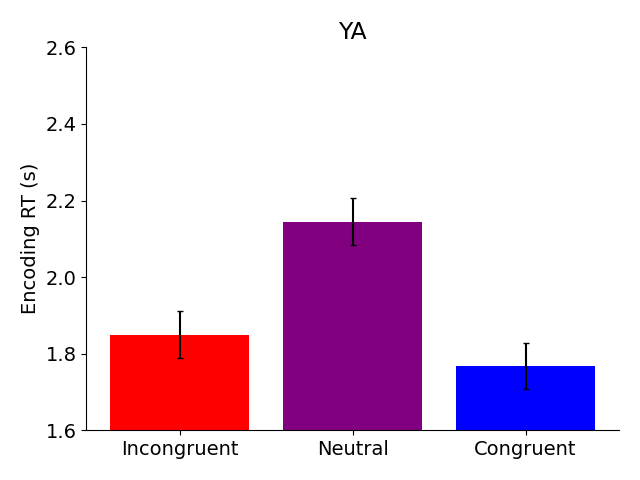 YA
2.6
2.4
2.2
2.0
1.8
1.6
Encoding RT (s)
Incongruent
Neutral
Congruent